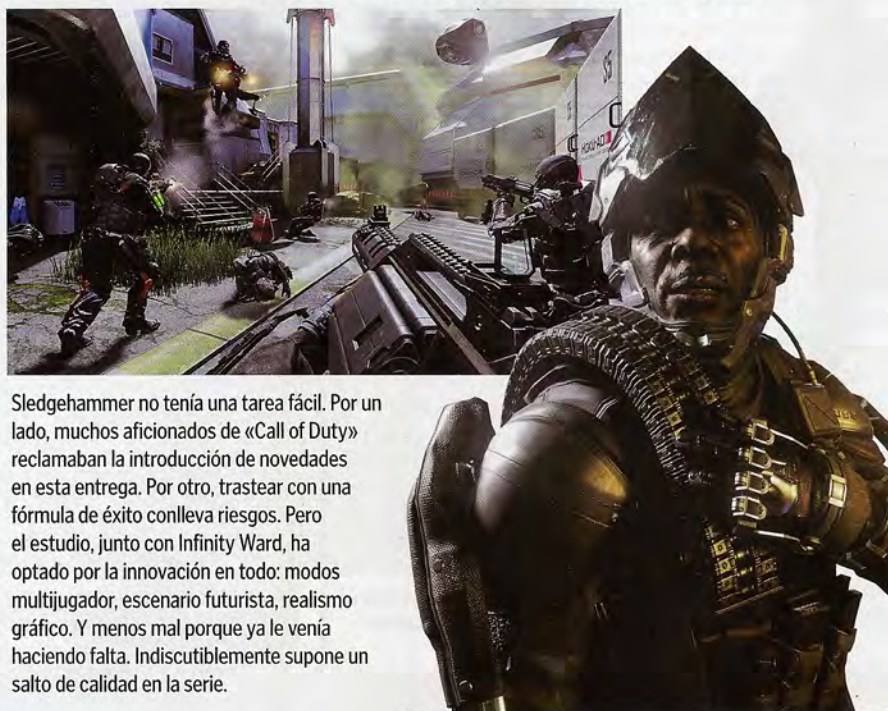 HOKU-AD
Sledgehammer no tenía una tarea fácil. Por un
lado, muchos aficionados de «Call of Duty»
reclamaban la introducción de novedades
en esta entrega. Por otro, trastear con una
fórmula de éxito conlleva riesgos. Pero
el estudio, junto con Infinity Ward, ha
optado por la innovación en todo: modos
multijugador, escenario futurista, realismo
gráfico. Y menos mal porque ya le venía
haciendo falta. Indiscutiblemente supone un
salto de calidad en la serie.